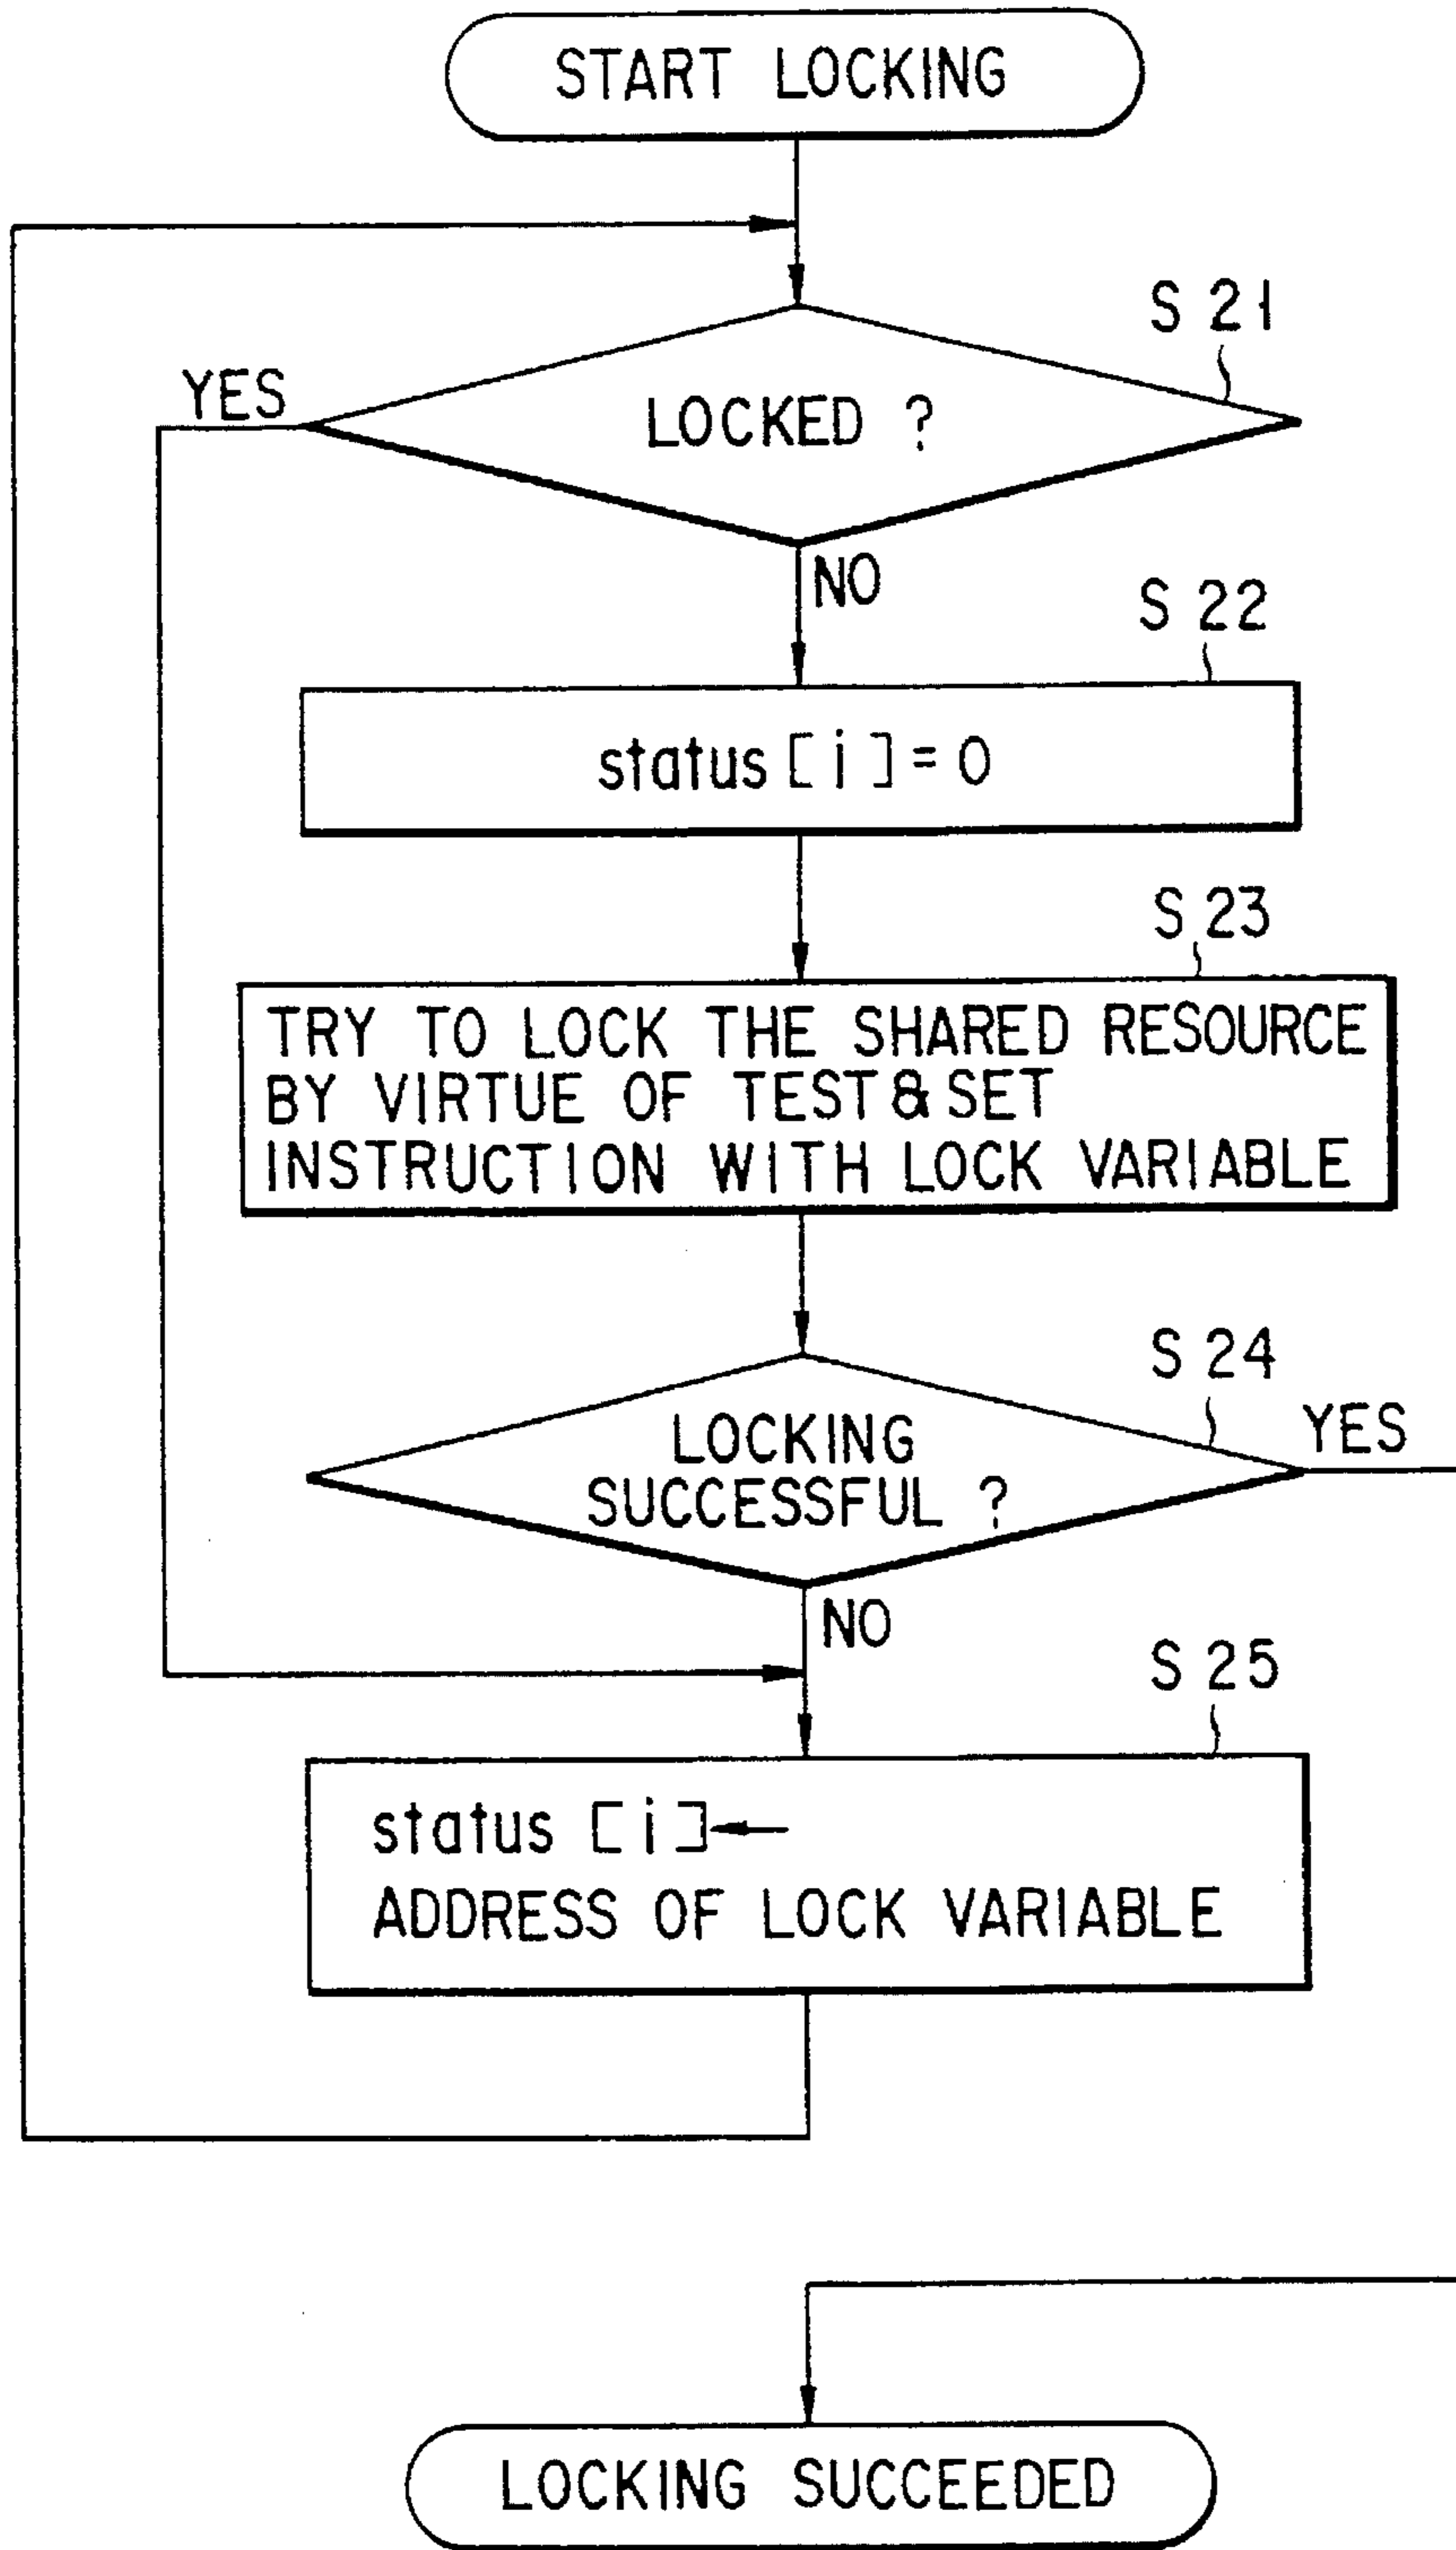 START LOCKING
S 21
YES
LOCKED ?
NO
S 22
status [ i ] = 0
S 23
TRY TO LOCK THE SHARED RESOURCE
BY VIRTUE OF TEST & SET
INSTRUCTION WITH LOCK VARIABLE
S 24
YES
LOCKING
SUCCESSFUL ?
NO
S 25
status [ i ] ←
ADDRESS OF LOCK VARIABLE
LOCKING SUCCEEDED